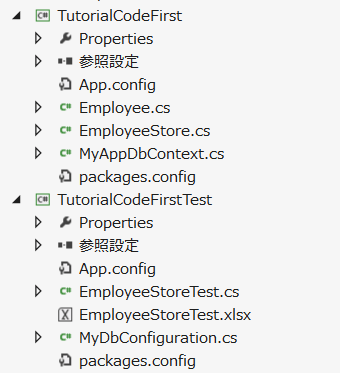 TutorialCodeFirst
Properties
参照設定
App.config
Employee.cs
EmployeeStore.cs
MyAppDbContext.cs
packages.config
TutorialCodeFirstTest
Properties
参照設定
App.config
EmployeeStoreTest.cs
EmployeeStoreTest.xlsx
MyDbConfiguration.cs
packages.config